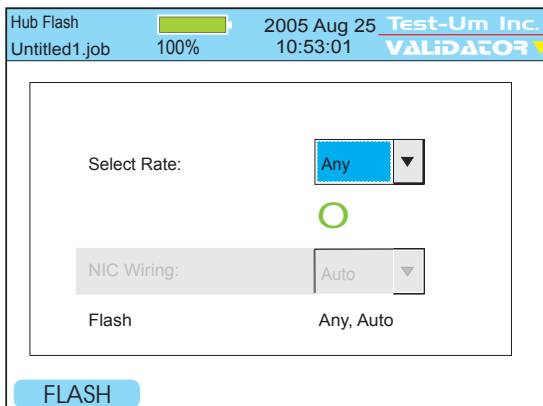 Hub Flash 2005 Aug 25 Test-Um Inc.
Untitled1.job 100% 10:53:01 VALIDATOR
Select Rate: Any
NIC Wiring: Auto
Flash Any, Auto
FLASH